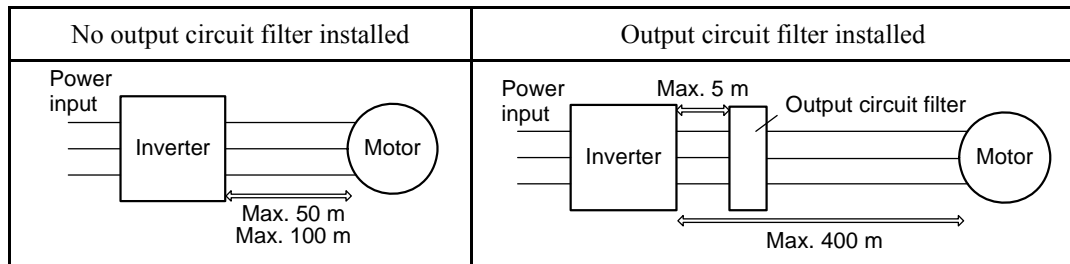 No output circuit filter installed
Output circuit filter installed
Power
input
Inverter
Motor
Max. 50 m
Max. 100 m
Power
input
Max. 5 m
Output circuit filter
Inverter
Motor
Max. 400 m